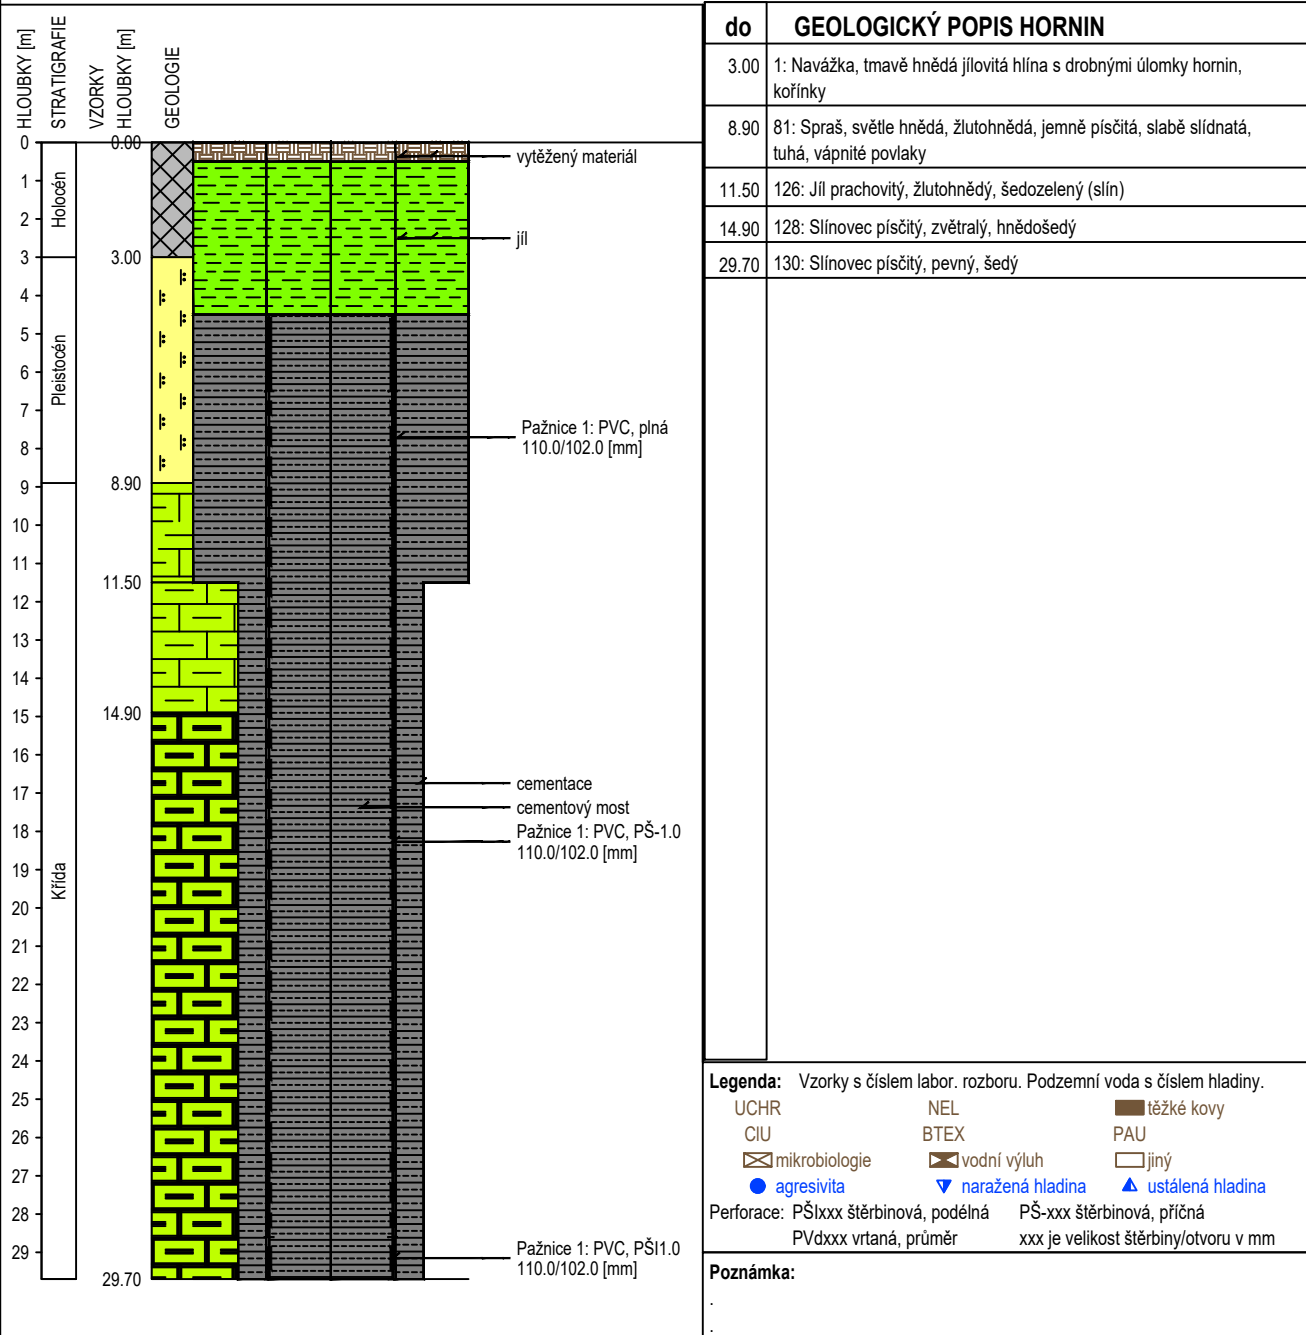 HLOUBKY [m]
STRATIGRAFIE
VZORKY
HLOUBKY [m]
GEOLOGIE
0
1
2
3
4
5
6
7
8
9
10
11
12
13
14
15
16
17
18
19
20
21
22
23
24
25
26
27
28
29
Holocén
Pleistocén
Křída
0.00
3.00
8.90
11.50
14.90
29.70
vytěžený materiál
jíl
Pažnice 1: PVC, plná
110.0/102.0 [mm]
cementace
cementový most
Pažnice 1: PVC, PŠ-1.0
110.0/102.0 [mm]
Pažnice 1: PVC, PŠI1.0
110.0/102.0 [mm]
do GEOLOGICKÝ POPIS HORNIN
3.00 1: Navážka, tmavě hnědá jílovitá hlína s drobnými úlomky hornin,
kořínky
8.90 81: Spraš, světle hnědá, žlutohnědá, jemně písčitá, slabě slídnatá,
tuhá, vápnité povlaky
11.50 126: Jíl prachovitý, žlutohnědý, šedozelený (slín)
14.90 128: Slínovec písčitý, zvětralý, hnědošedý
29.70 130: Slínovec písčitý, pevný, šedý
Legenda: Vzorky s číslem labor. rozboru. Podzemní voda s číslem hladiny.
UCHR NEL těžké kovy
CIU BTEX PAU
mikrobiologie vodní výluh jiný
agresivita naražená hladina ustálená hladina
Perforace: PŠIxxx štěrbinová, podélná PŠ-xxx štěrbinová, příčná
PVdxxx vrtaná, průměr xxx je velikost štěrbiny/otvoru v mm
Poznámka:
.
.